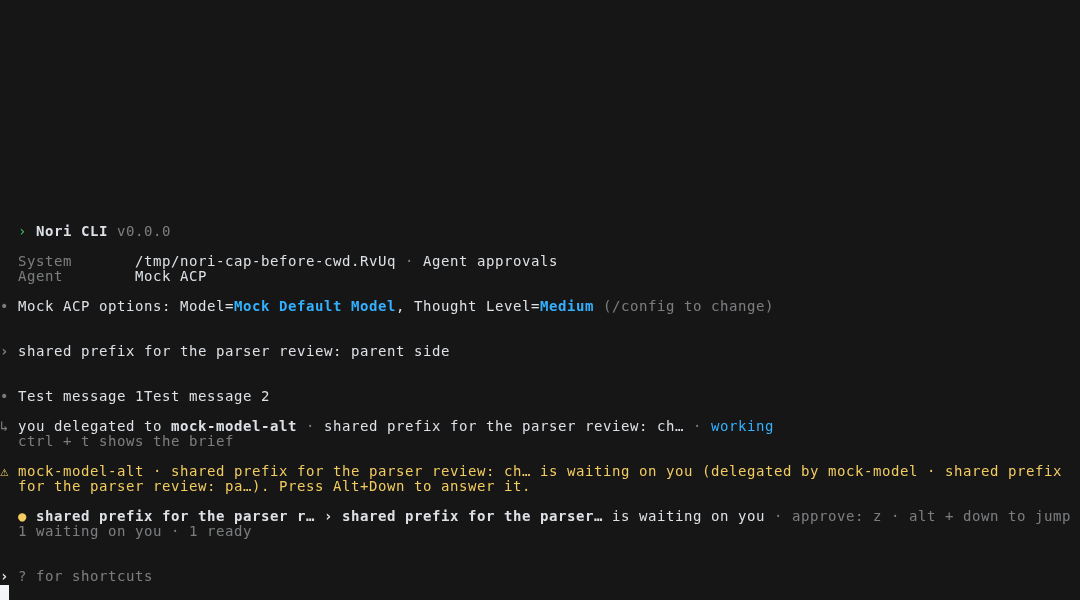 › Nori CLI v0.0.0
System /tmp/nori-cap-before-cwd.RvUq · Agent approvals
Agent Mock ACP
• Mock ACP options: Model=Mock Default Model, Thought Level=Medium (/config to change)
› shared prefix for the parser review: parent side
• Test message 1Test message 2
↳ you delegated to mock-model-alt · shared prefix for the parser review: ch… · working
ctrl + t shows the brief
⚠ mock-model-alt · shared prefix for the parser review: ch… is waiting on you (delegated by mock-model · shared prefix
for the parser review: pa…). Press Alt+Down to answer it.
● shared prefix for the parser r… › shared prefix for the parser… is waiting on you · approve: z · alt + down to jump
1 waiting on you · 1 ready
› ? for shortcuts